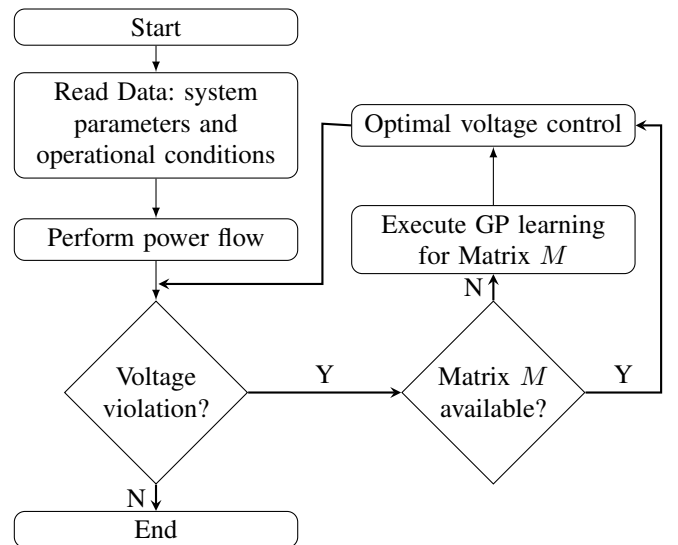 Start
Read Data: system
parameters and
operational conditions
Optimal voltage control
Perform power flow
Execute GP learning
for Matrix M
N
Voltage
violation?
Y
Matrix M
available?
Y
N
End